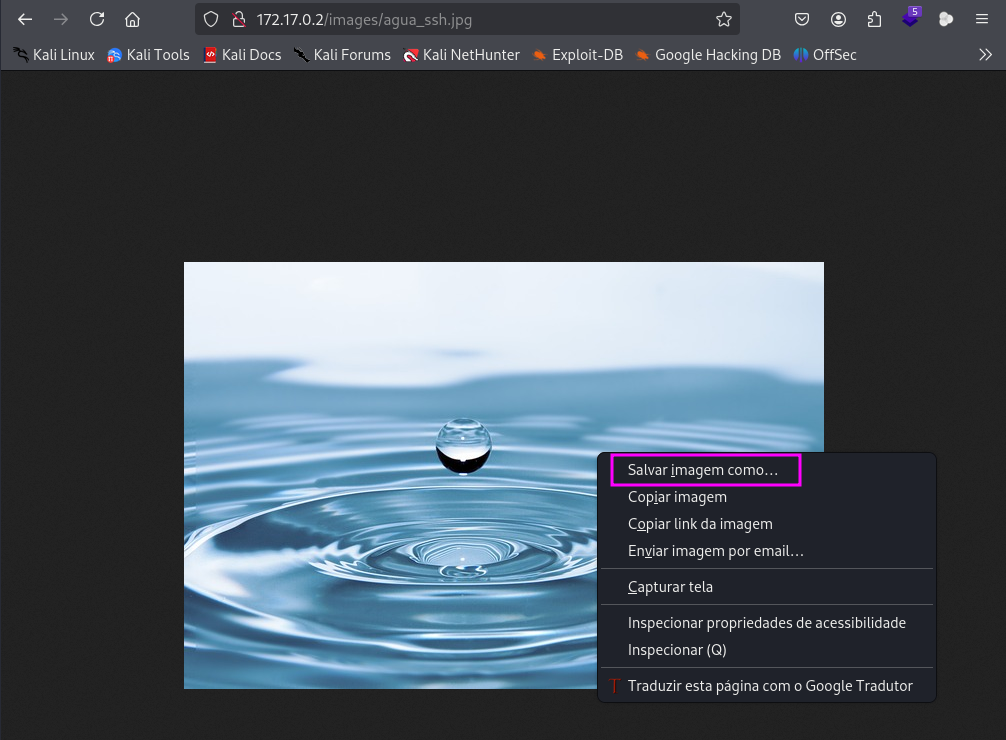 172.17.0.2/images/agua_ssh.jpg
5
Kali Linux Kali Tools Kali Docs Kali Forums Kali NetHunter Exploit-DB Google Hacking DB OffSec
Salvar imagem como...
Copiar imagem
Copiar link da imagem
Enviar imagem por email...
Capturar tela
Inspecionar propriedades de acessibilidade
Inspecionar (Q)
Traduzir esta página com o Google Tradutor